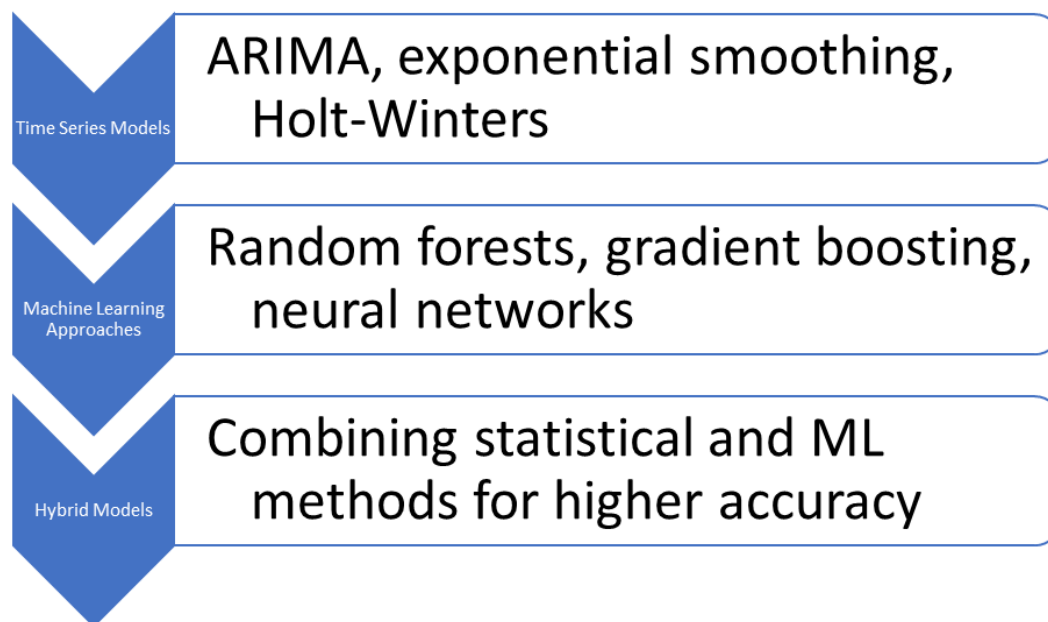 Time Series Models
ARIMA, exponential smoothing,
Holt-Winters
Machine Learning
Approaches
Random forests, gradient boosting,
neural networks
Hybrid Models
Combining statistical and ML
methods for higher accuracy